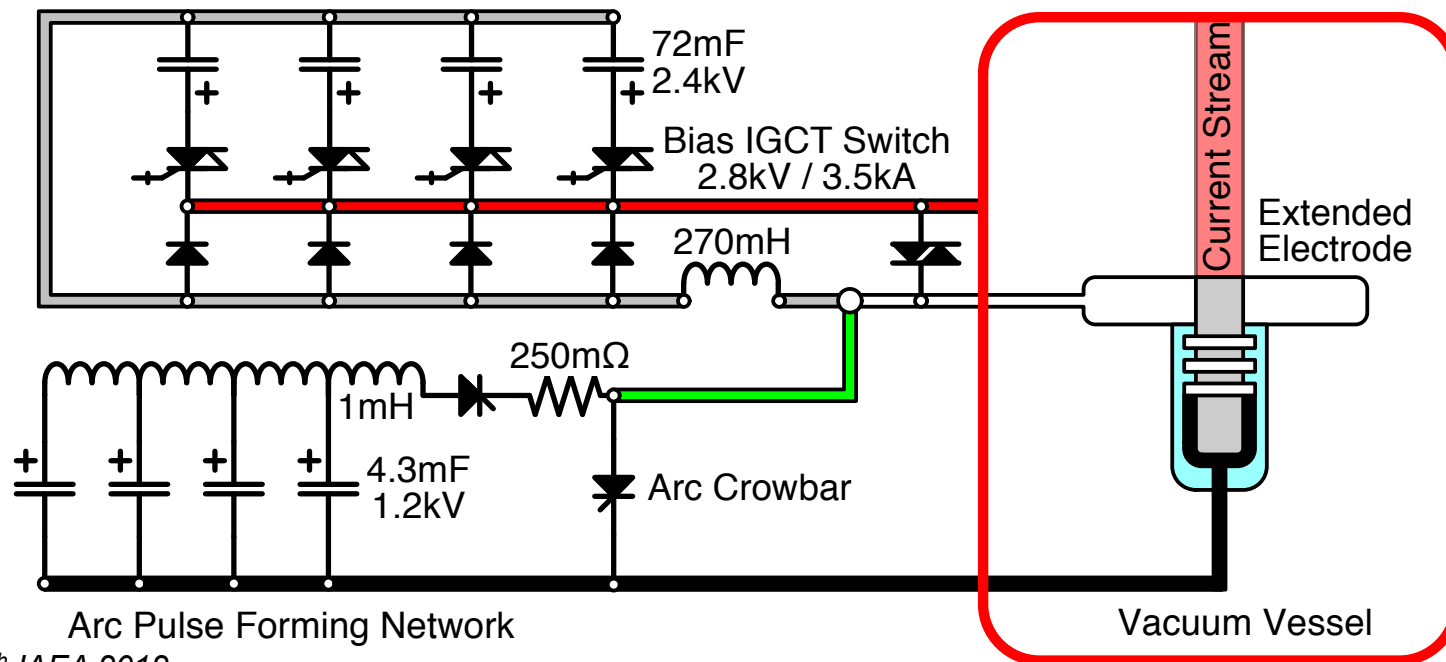 72mF
2.4kV
Bias IGCT Switch
2.8kV / 3.5kA
270mH
Current Stream
Extended
Electrode
250mΩ
1mH
4.3mF
1.2kV
Arc Crowbar
Arc Pulse Forming Network
Vacuum Vessel
IAEA